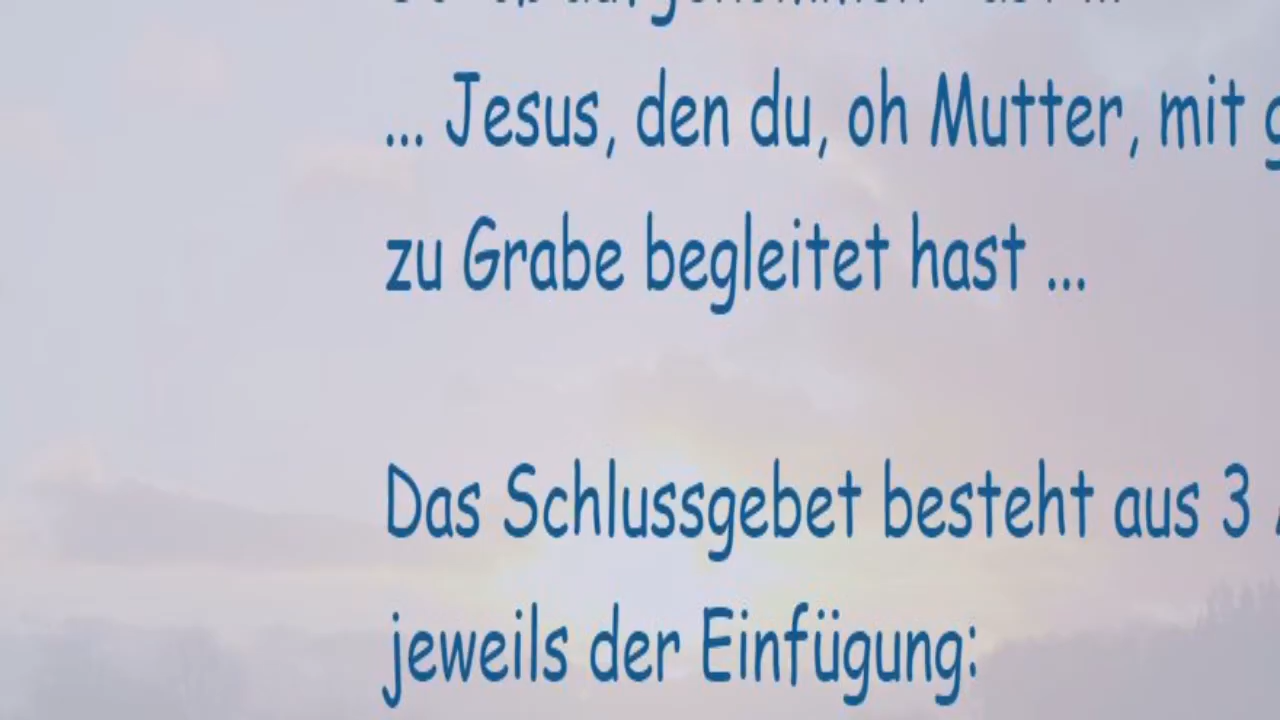 ... Jesus, den du, oh Mutter, mit
zu Grabe begleitet hast ...
Das Schlussgebet besteht aus 3
jeweils der Einfügung: